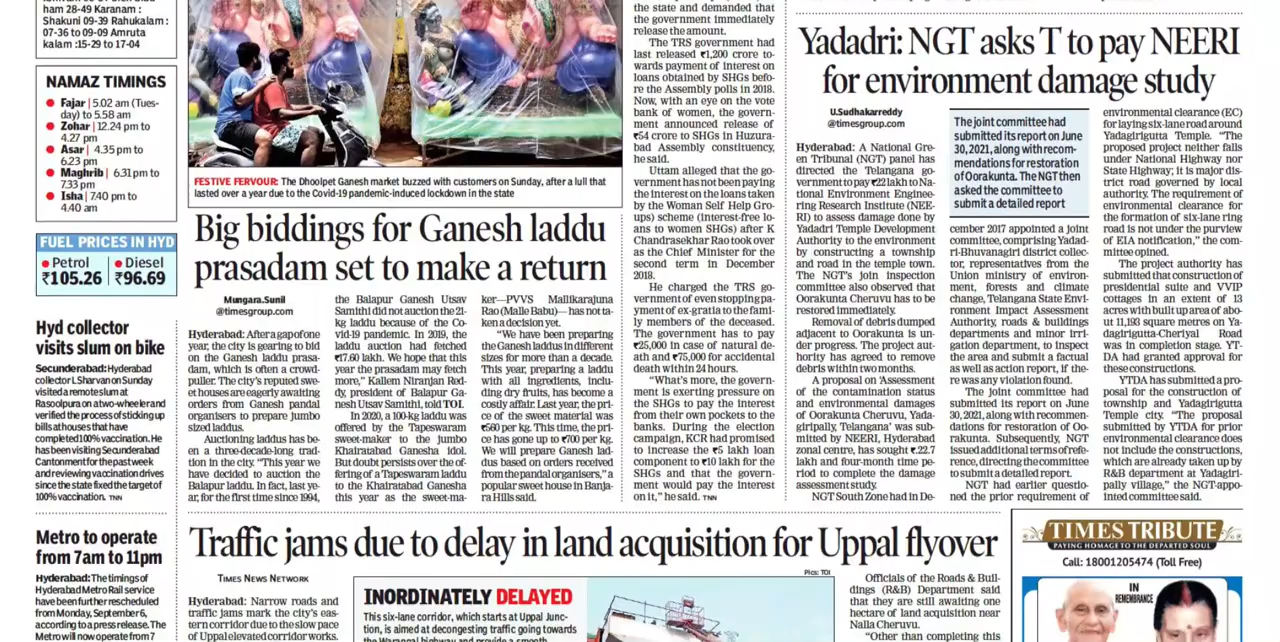 ham 28-49 Karanam :
Shakuni 09-39 Rahukalam :
07-36 to 09-09 Amruta
kalam :15-29 to 17-04
NAMAZ TIMINGS
Fajar | 5.02 am (Tues-
day) to 5.58 am
Zohar | 12.24 pm to
4.27 pm
Asar | 4.35 pm to
6.23 pm
Maghrib | 6.31 pm to
7.33 pm
Isha | 7.40 pm to
4.40 am
FUEL PRICES IN HYD
Petrol
₹105.26
Diesel
₹96.69
Hyd collector
visits slum on bike
Secunderabad: Hyderabad
collector L Sharvan on Sunday
visited a remote slum at
Rasoolpura on a two-wheeler and
verified the process of sticking up
bills at houses that have
completed 100% vaccination. He
has been visiting Secunderabad
Cantonment for the past week
and reviewing vaccination drives
since the state fixed the target of
100% vaccination. TNN
Metro to operate
from 7am to 11pm
Hyderabad: The timings of
Hyderabad Metro Rail service
have been further rescheduled
from Monday, September 6,
according to a press release. The
Metro will now operate from 7
FESTIVE FERVOUR: The Dhoolpet Ganesh market buzzed with customers on Sunday, after a lull that
lasted over a year due to the Covid-19 pandemic-induced lockdown in the state
Big biddings for Ganesh laddu
prasadam set to make a return
Mungara.Sunil
@timesgroup.com
Hyderabad: After a gap of one
year, the city is gearing to bid
on the Ganesh laddu prasa-
dam, which is often a crowd-
puller. The city's reputed swe-
et houses are eagerly awaiting
orders from Ganesh pandal
organisers to prepare jumbo
sized laddus.
Auctioning laddus has be-
en a three-decade-long tradi-
tion in the city. "This year we
have decided to auction the
Balapur laddu. In fact, last ye-
ar, for the first time since 1994,
the Balapur Ganesh Utsav
Samithi did not auction the 21-
kg laddu because of the Co-
vid-19 pandemic. In 2019, the
laddu auction had fetched
₹17.60 lakh. We hope that this
year the prasadam may fetch
more," Kallem Niranjan Red-
dy, president of Balapur Ga-
nesh Utsav Samithi, told TOI.
In 2020, a 100-kg laddu was
offered by the Tapeswaram
sweet-maker to the jumbo
Khairatabad Ganesha idol.
But doubt persists over the of-
fering of a Tapeswaram laddu
to the Khairatabad Ganesha
this year as the sweet-ma-
ker—PVVS Mallikarajuna
Rao (Malle Babu)— has not ta-
ken a decision yet.
"We have been preparing
the Ganesh laddus in different
sizes for more than a decade.
This year, preparing a laddu
with all ingredients, inclu-
ding dry fruits, has become a
costly affair. Last year, the pri-
ce of the sweet material was
₹560 per kg. This time, the pri-
ce has gone up to ₹700 per kg.
We will prepare Ganesh lad-
dus based on orders received
from the pandal organisers," a
popular sweet house in Banja-
ra Hills said.
the state and demanded that
the government immediately
release the amount.
The TRS government had
last released ₹1,200 crore to-
wards payment of interest on
loans obtained by SHGs befo-
re the Assembly polls in 2018.
Now, with an eye on the vote
bank of women, the govern-
ment announced release of
₹54 crore to SHGs in Huzura-
bad Assembly constituency,
he said.
Uttam alleged that the go-
vernment has not been paying
the interest on the loans taken
by the Woman Self Help Gro-
ups) scheme (interest-free lo-
ans to women SHGs) after K
Chandrasekhar Rao took over
as the Chief Minister for the
second term in December
2018.
He charged the TRS go-
vernment of even stopping pa-
yment of ex-gratia to the fa-
mily members of the deceased.
The government has to pay
₹25,000 in case of natural de-
ath and ₹75,000 for accidental
death within 24 hours.
"What's more, the govern-
ment is exerting pressure on
the SHGs to pay the interest
from their own pockets to the
banks. During the election
campaign, KCR had promised
to increase the ₹5 lakh loan
component to ₹10 lakh for the
SHGs and that the govern-
ment would pay the interest
on it," he said. TNN
Yadadri: NGT asks T to pay NEERI
for environment damage study
U.Sudhakarreddy
@timesgroup.com
Hyderabad: A National Gre-
en Tribunal (NGT) panel has
directed the Telangana govern-
ment to pay ₹22 lakh to Na-
tional Environment Enginee-
ring Research Institute (NEE-
RI) to assess damage done by
Yadadri Temple Development
Authority to the environment
by constructing a township
and road in the temple town.
The NGT's join inspection
committee also observed that
Oorakunta Cheruvu has to be
restored immediately.
Removal of debris dumped
adjacent to Oorakunta is un-
der progress. The project aut-
hority has agreed to remove
debris within two months.
A proposal on 'Assessment
of the contamination status
and environmental damages
of Oorakunta Cheruvu, Yada-
giripally, Telangana' was sub-
mitted by NEERI, Hyderabad
zonal centre, has sought ₹.22.7
lakh and four-month time pe-
riod to complete the damage
assessment study.
NGT South Zone had in De-
The joint committee had
submitted its report on June
30, 2021, along with recom-
mendations for restoration
of Oorakunta. The NGT then
asked the committee to
submit a detailed report
cember 2017 appointed a joint
committee, comprising Yadad-
ri-Bhuvanagiri district collec-
tor, representatives from the
Union ministry of environ-
ment, forests and climate
change, Telangana State Envi-
ronment Impact Assessment
Authority, roads & buildings
departments and minor Irri-
gation department, to inspect
the area and submit a factual
as well as action report, if the-
re was any violation found.
The joint committee had
submitted its report on June
30, 2021, along with recommen-
dations for restoration of Oo-
rakunta. Subsequently, NGT
issued additional terms of refe-
rence, directing the committee
to submit a detailed report.
NGT had earlier questio-
ned the prior requirement of
environmental clearance (EC)
for laying six-lane road around
Yadagirigutta Temple. "The
proposed project neither falls
under National Highway nor
State Highway; it is major dis-
trict road governed by local
authority. The requirement of
environmental clearance for
the formation of six-lane ring
road is not under the purview
of EIA notification," the com-
mittee opined.
The project authority has
submitted that construction of
presidential suite and VVIP
cottages in an extent of 13
acres with built up area of abo-
ut 11,193 square metres on Ya-
dagirigutta-Cheriyal Road
was in completion stage. YT-
DA had granted approval for
these constructions.
YTDA has submitted a pro-
posal for the construction of
township and Yadagirigutta
Temple city. "The proposal
submitted by YTDA for prior
environmental clearance does
not include the constructions,
which are already taken up by
R&B department at Yadagiri-
pally village," the NGT-appo-
inted committee said.
Traffic jams due to delay in land acquisition for Uppal flyover
Pics: TOI
TIMES NEWS NETWORK
Hyderabad: Narrow roads and
traffic jams mark the city's eas-
tern corridor due to the slow pace
of Uppal elevated corridor works.
INORDINATELY DELAYED
This six-lane corridor, which starts at Uppal Junc-
tion, is aimed at decongesting traffic going towards
the Warangal highway and provide a smooth
Officials of the Roads & Buil-
dings (R&B) Department said
that they are still awaiting one
hectare of land acquisition near
Nalla Cheruvu.
"Other than completing this
TIMES TRIBUTE
PAYING HOMAGE TO THE DEPARTED SOUL
Call: 18001205474 (Toll Free)
IN
REMEMBRANCE